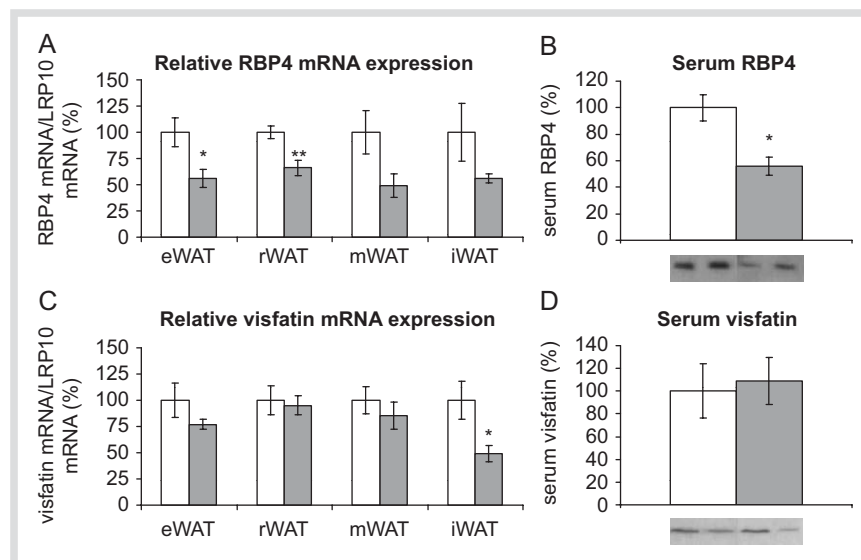 A
Relative RBP4 mRNA expression
RBP4 mRNA/LRP10
mRNA (%)
150
125
100
75
50
25
0
*
**
eWAT rWAT mWAT iWAT
B
Serum RBP4
serum RBP4 (%)
140
120
100
80
60
40
20
0
*
C
Relative visfatin mRNA expression
visfatin mRNA/LRP10
mRNA (%)
150
125
100
75
50
25
0
*
eWAT rWAT mWAT iWAT
D
Serum visfatin
serum visfatin (%)
140
120
100
80
60
40
20
0